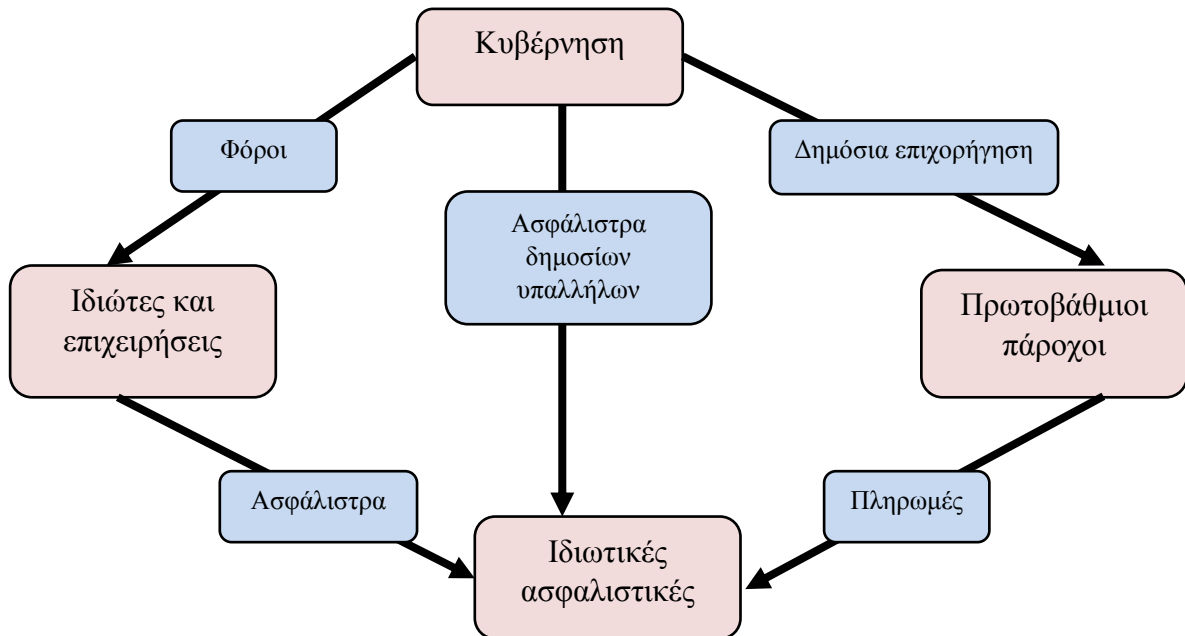 Κυβέρνηση
Φόροι
Δημόσια επιχορήγηση
Ασφάλιστρα
δημοσίων
υπαλλήλων
Ιδιώτες και
επιχειρήσεις
Πρωτοβάθμιοι
πάροχοι
Ασφάλιστρα
Πληρωμές
Ιδιωτικές
ασφαλιστικές